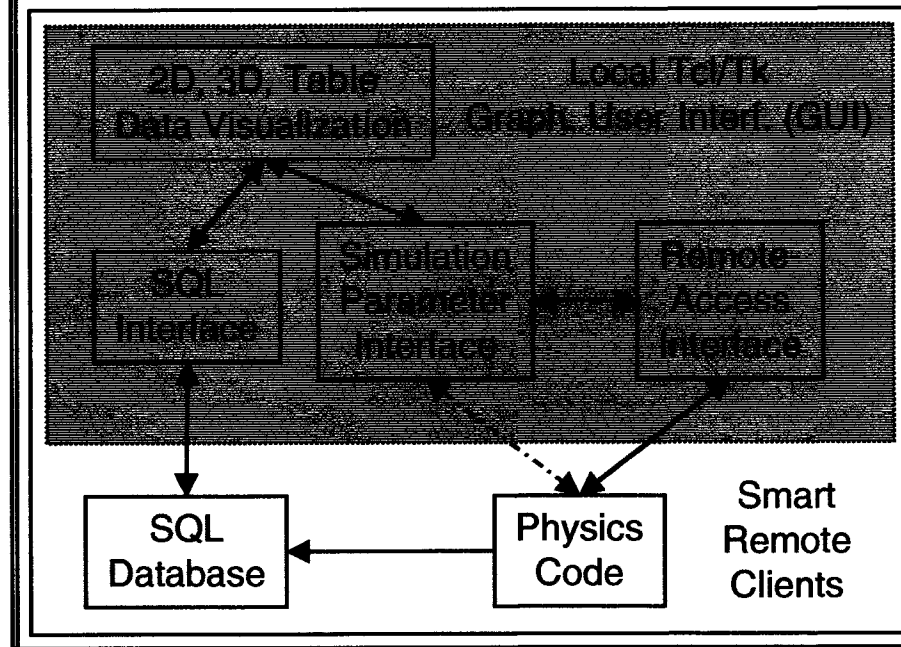 2D, 3D, Table
Data Visualization
Local Tcl/Tk
Graph. User Interf. (GUI)
SQL
Interface
Simulation
Parameter
Interface
Remote
Access
Interface
SQL
Database
Physics
Code
Smart
Remote
Clients